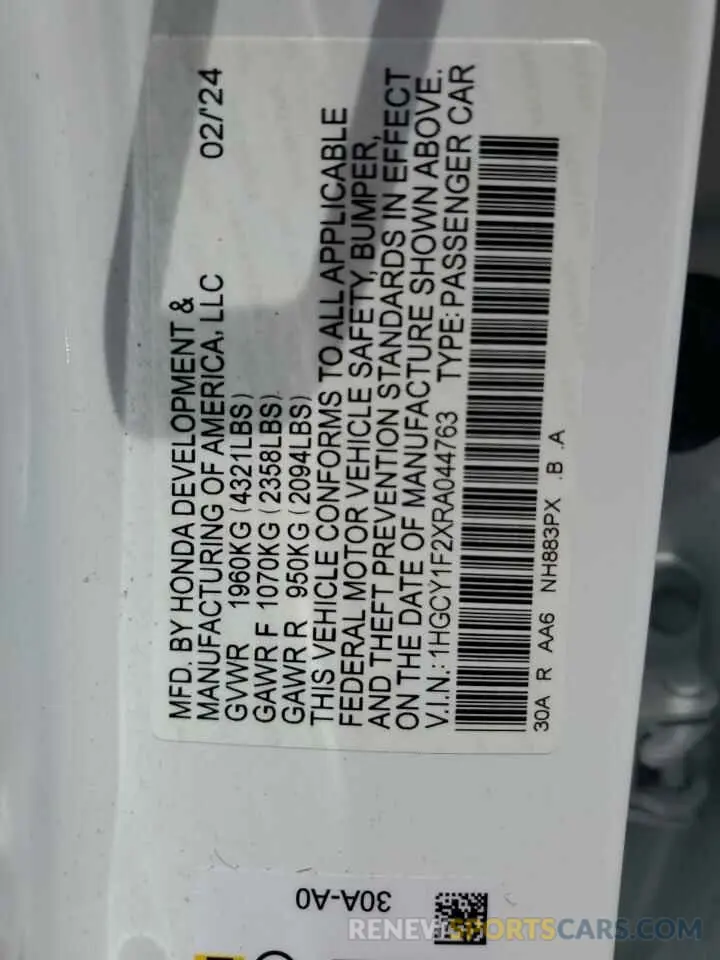 MFD. BY HONDA DEVELOPMENT &
MANUFACTURING OF AMERICA, LLC 02/'24
GVWR 1960KG (4321LBS)
GAWR F 1070KG (2358LBS)
GAWR R 950KG (2094LBS)
THIS VEHICLE CONFORMS TO ALL APPLICABLE
FEDERAL MOTOR VEHICLE SAFETY, BUMPER,
AND THEFT PREVENTION STANDARDS IN EFFECT
ON THE DATE OF MANUFACTURE SHOWN ABOVE.
V.I.N.: 1HGCY1F2XRA044763 TYPE: PASSENGER CAR
30A R AA6 NH883PX .B .A
30A-A0
RENEWSPORTSCARS.COM